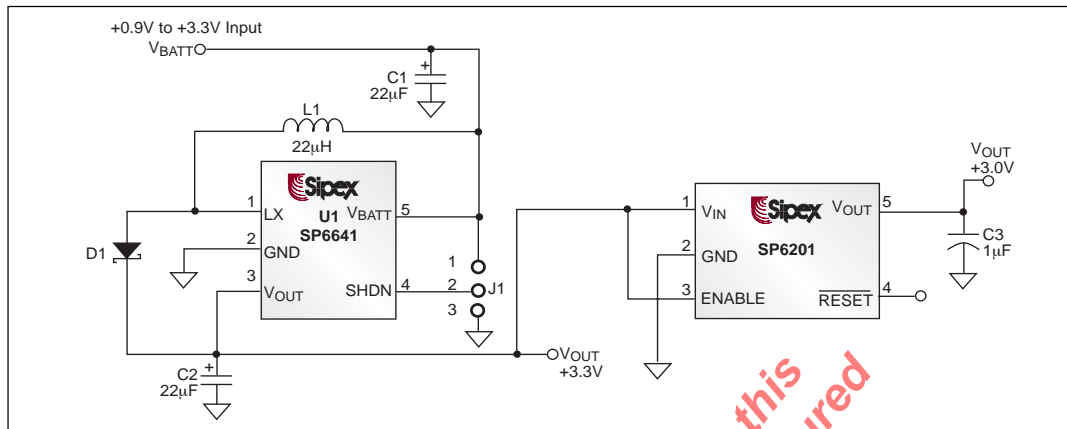 +0.9V to +3.3V Input
VBATT
+
C1
22μF
L1
22μH
Sipex
U1
SP6641
1
LX
VBATT
5
2
GND
3
VOUT
SHDN
4
D1
1
2
3
J1
C2
+
22μF
VOUT
+3.3V
Sipex
SP6201
1
VIN
VOUT
5
2
GND
3
ENABLE
RESET
4
VOUT
+3.0V
C3
1μF
this
ured